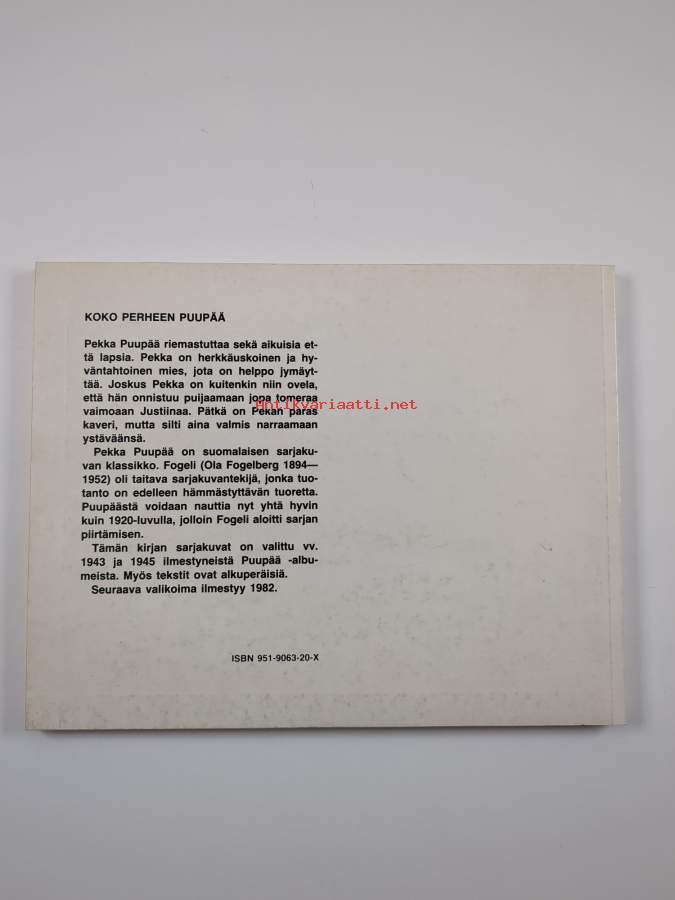 KOKO PERHEEN PUUPÄÄ
Pekka Puupää riemastuttaa sekä aikuisia et-
tä lapsia. Pekka on herkkäuskoinen ja hy-
väntahtoinen mies, jota on helppo jymäyt-
tää. Joskus Pekka on kuitenkin niin ovela,
että hän onnistuu puijaamaan jopa tomeraa
vaimoaan Justiinaa. Pätkä on Pekan paras
kaveri, mutta silti aina valmis narraamaan
ystäväänsä.
Pekka Puupää on suomalaisen sarjaku-
van klassikko. Fogeli (Ola Fogelberg 1894—
1952) oli taitava sarjakuvantekijä, jonka tuo-
tanto on edelleen hämmästyttävän tuoretta.
Puupäästä voidaan nauttia nyt yhtä hyvin
kuin 1920-luvulla, jolloin Fogeli aloitti sarjan
piirtämisen.
Tämän kirjan sarjakuvat on valittu vv.
1943 ja 1945 ilmestyneistä Puupää -albu-
meista. Myös tekstit ovat alkuperäisiä.
Seuraava valikoima ilmestyy 1982.
ISBN 951-9063-20-X
Antikvariaatti.net